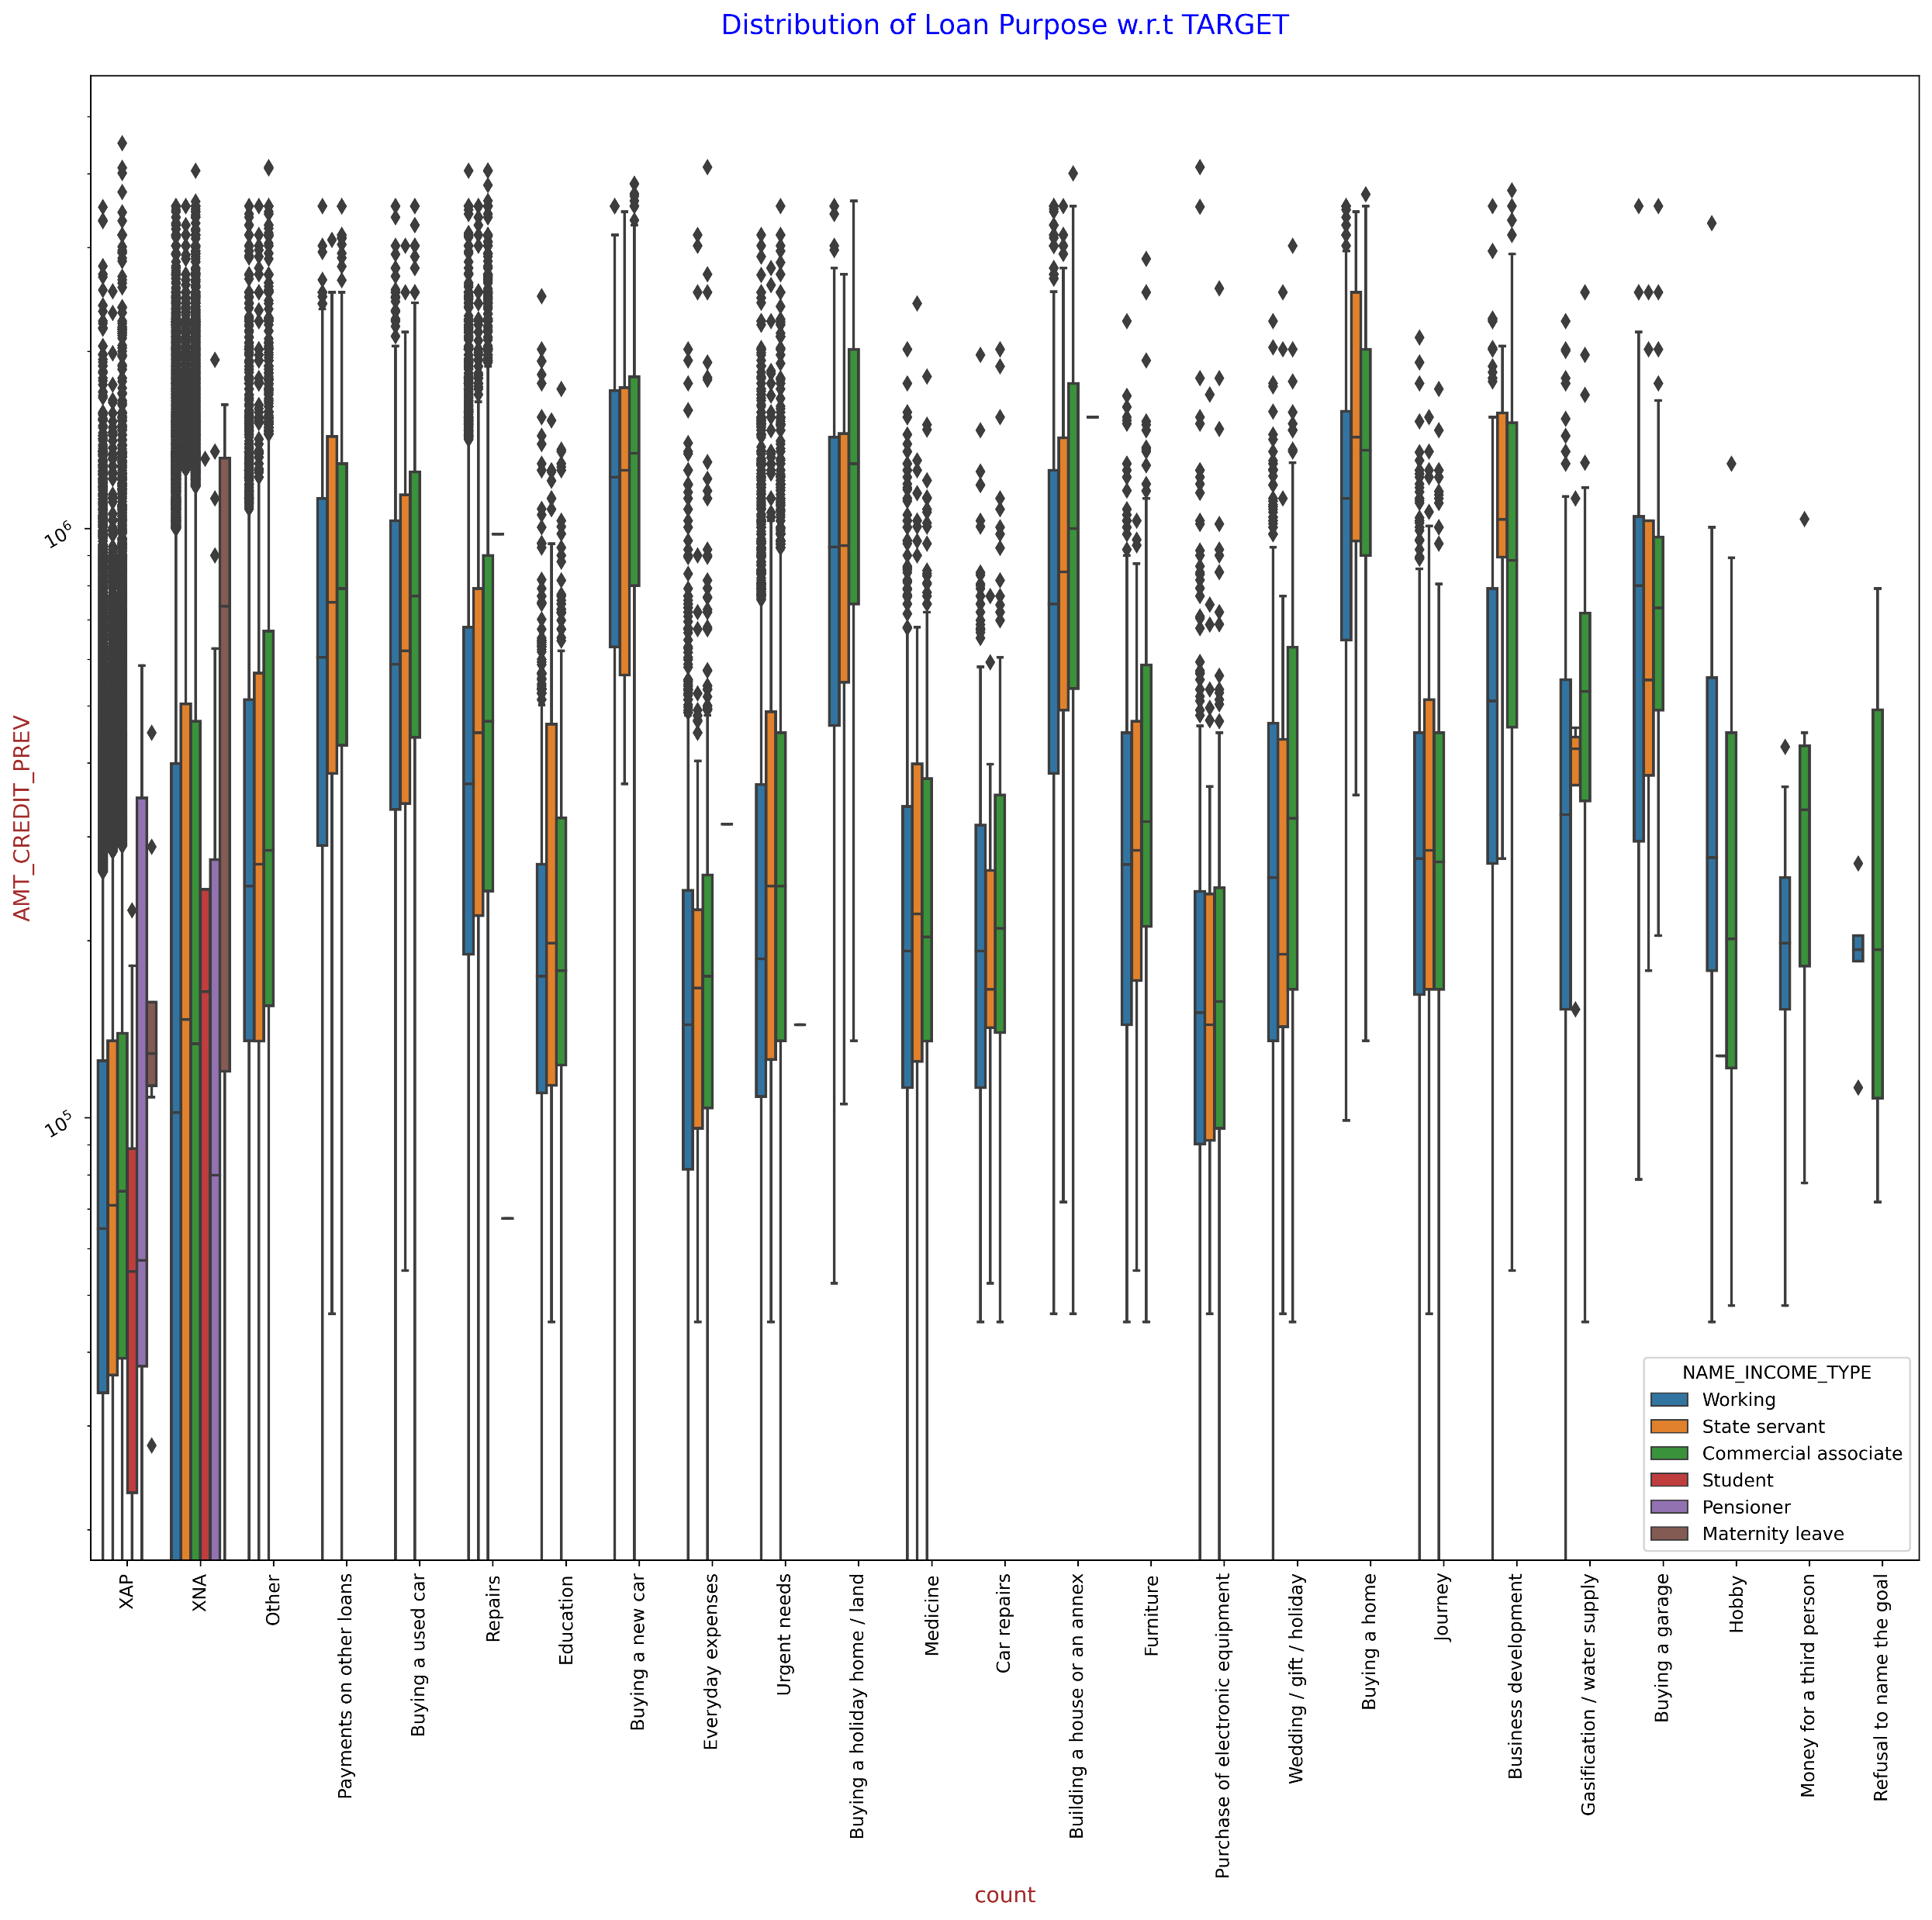 Distribution of Loan Purpose w.r.t TARGET
AMT_CREDIT_PREV
10^6
10^5
NAME_INCOME_TYPE
Working
State servant
Commercial associate
Student
Pensioner
Maternity leave
XAP
XNA
Other
Payments on other loans
Buying a used car
Repairs
Education
Buying a new car
Everyday expenses
Urgent needs
Buying a holiday home / land
Medicine
Car repairs
Building a house or an annex
Furniture
Purchase of electronic equipment
Wedding / gift / holiday
Buying a home
Journey
Business development
Gasification / water supply
Buying a garage
Hobby
Money for a third person
Refusal to name the goal
count